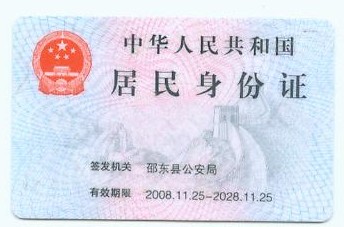 中华人民共和国
居民身份证
签发机关 邵东县公安局
有效期限 2008.11.25-2028.11.25